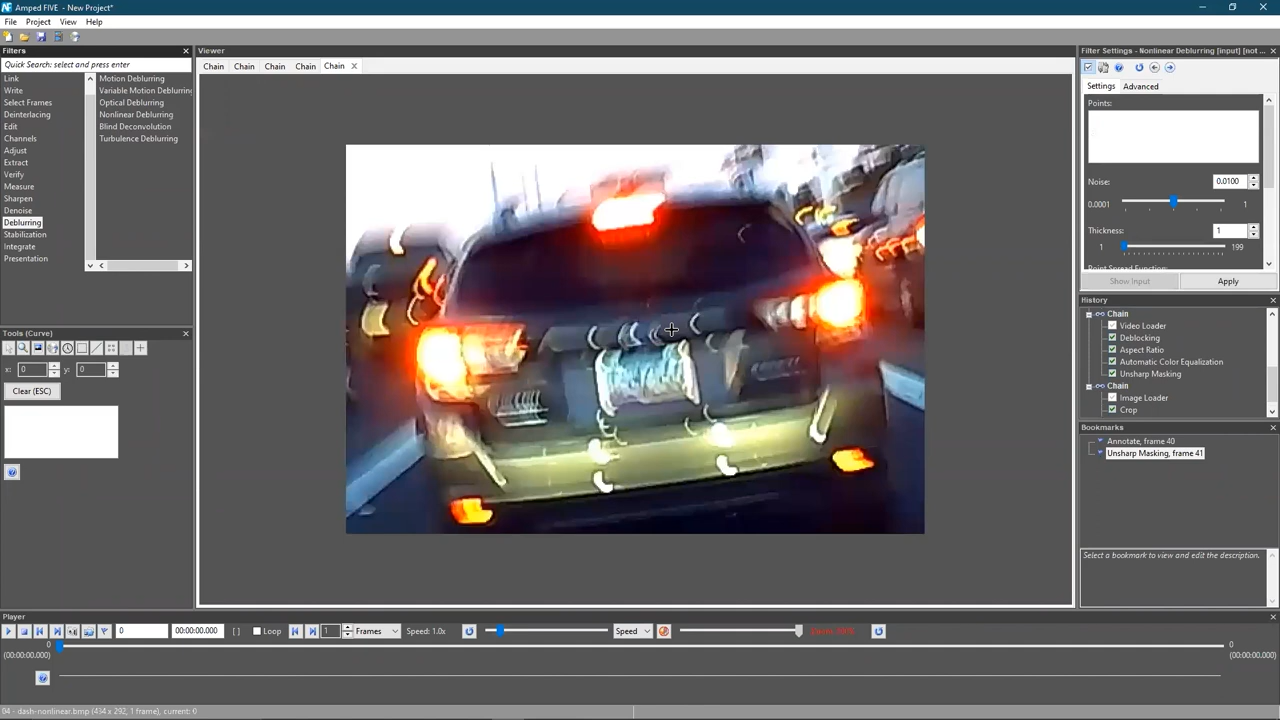 Amped FIVE - New Project*
File Project View Help
Filters
Quick Search: select and press enter
Link
Write
Select Frames
Deinterlacing
Edit
Channels
Adjust
Extract
Verify
Measure
Sharpen
Denoise
Deblurring
Stabilization
Integrate
Presentation
Motion Deblurring
Variable Motion Deblurring
Optical Deblurring
Nonlinear Deblurring
Blind Deconvolution
Turbulence Deblurring
Tools (Curve)
x: 0 y: 0
Clear (ESC)
Viewer
Chain Chain Chain Chain Chain
Filter Settings - Nonlinear Deblurring [input] [not ...
Settings Advanced
Points:
Noise: 0.0100
0.0001 1
Thickness: 1
1 199
Point Spread Function:
Show Input Apply
History
Chain
Video Loader
Deblocking
Aspect Ratio
Automatic Color Equalization
Unsharp Masking
Chain
Image Loader
Crop
Bookmarks
Annotate, frame 40
Unsharp Masking, frame 41
Select a bookmark to view and edit the description.
Player
0 00:00:00.000 [ ] Loop 1 Frames Speed: 1.0x Speed
0 0
(00:00:00.000) (00:00:00.000)
94 - dash-nonlinear.bmp (434 x 292, 1 frame), current: 0